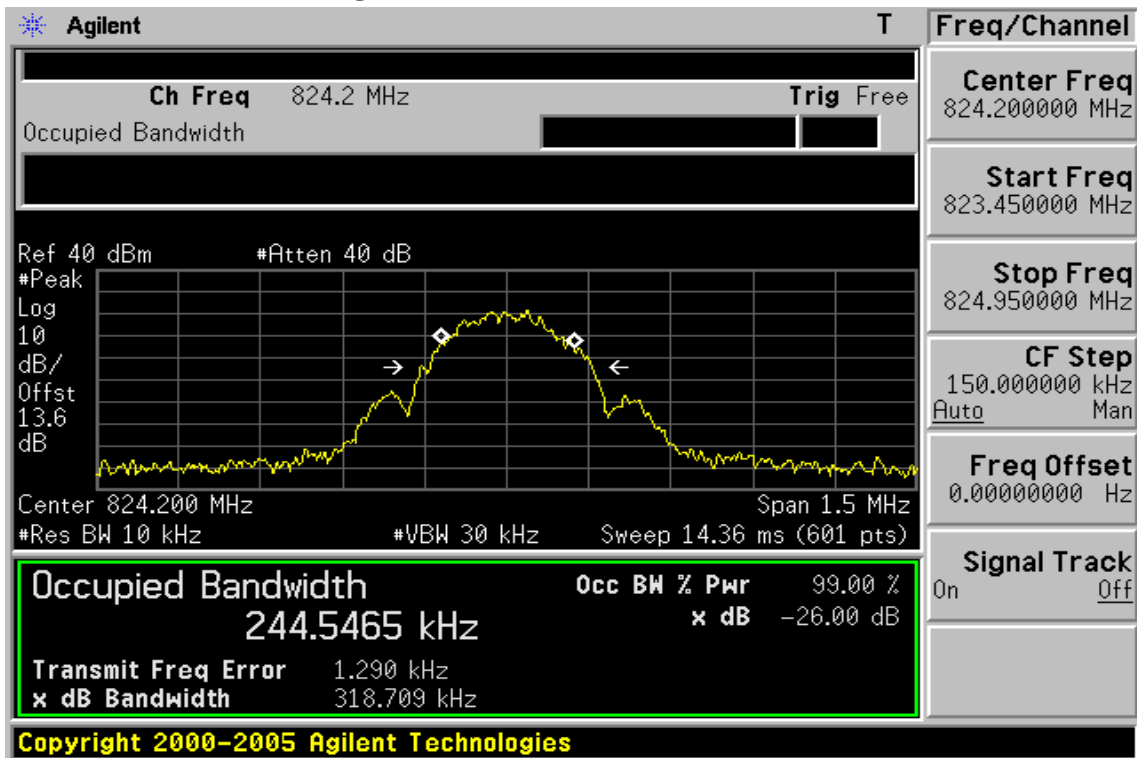 Agilent T
Freq/Channel
Ch Freq 824.2 MHz Trig Free
Occupied Bandwidth
Center Freq
824.200000 MHz
Start Freq
823.450000 MHz
Stop Freq
824.950000 MHz
CF Step
150.000000 kHz
Auto Man
Freq Offset
0.00000000 Hz
Signal Track
On Off
Ref 40 dBm #Atten 40 dB
#Peak
Log
10
dB/
Offst
13.6
dB
Center 824.200 MHz Span 1.5 MHz
#Res BW 10 kHz #VBW 30 kHz Sweep 14.36 ms (601 pts)
Occupied Bandwidth
244.5465 kHz
Occ BW % Pwr 99.00 %
x dB -26.00 dB
Transmit Freq Error 1.290 kHz
x dB Bandwidth 318.709 kHz
Copyright 2000-2005 Agilent Technologies